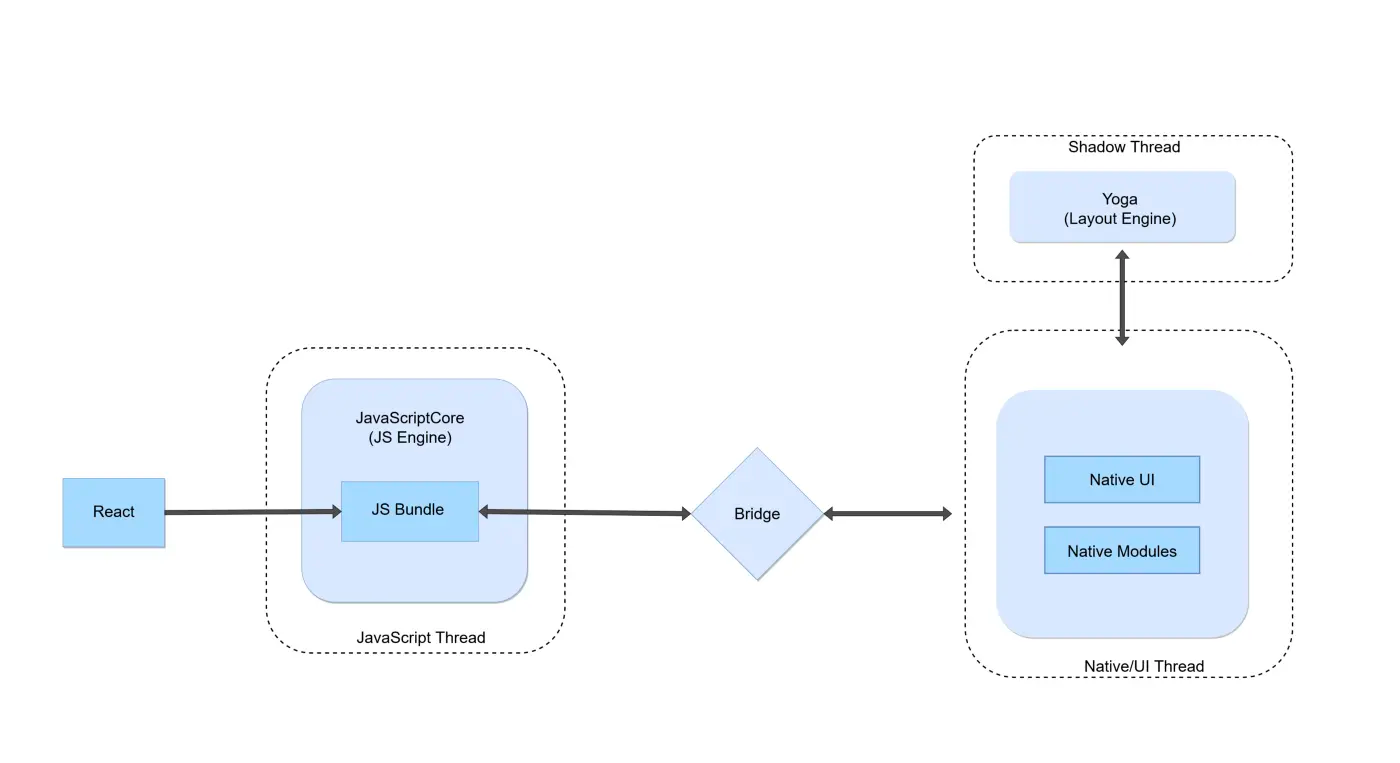 Shadow Thread
Yoga
(Layout Engine)
JavaScriptCore
(JS Engine)
React
JS Bundle
Bridge
Native UI
Native Modules
JavaScript Thread
Native/UI Thread